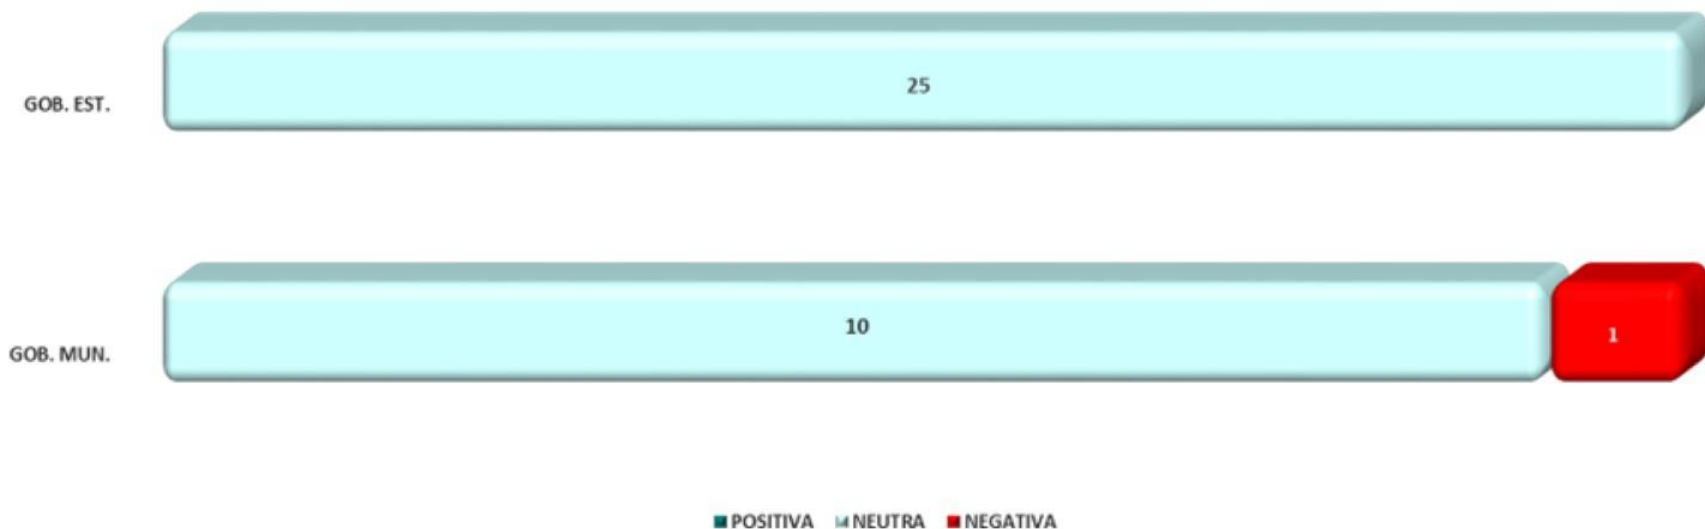 GOB. EST.
25
GOB. MUN.
10
1
POSITIVA NEUTRA NEGATIVA